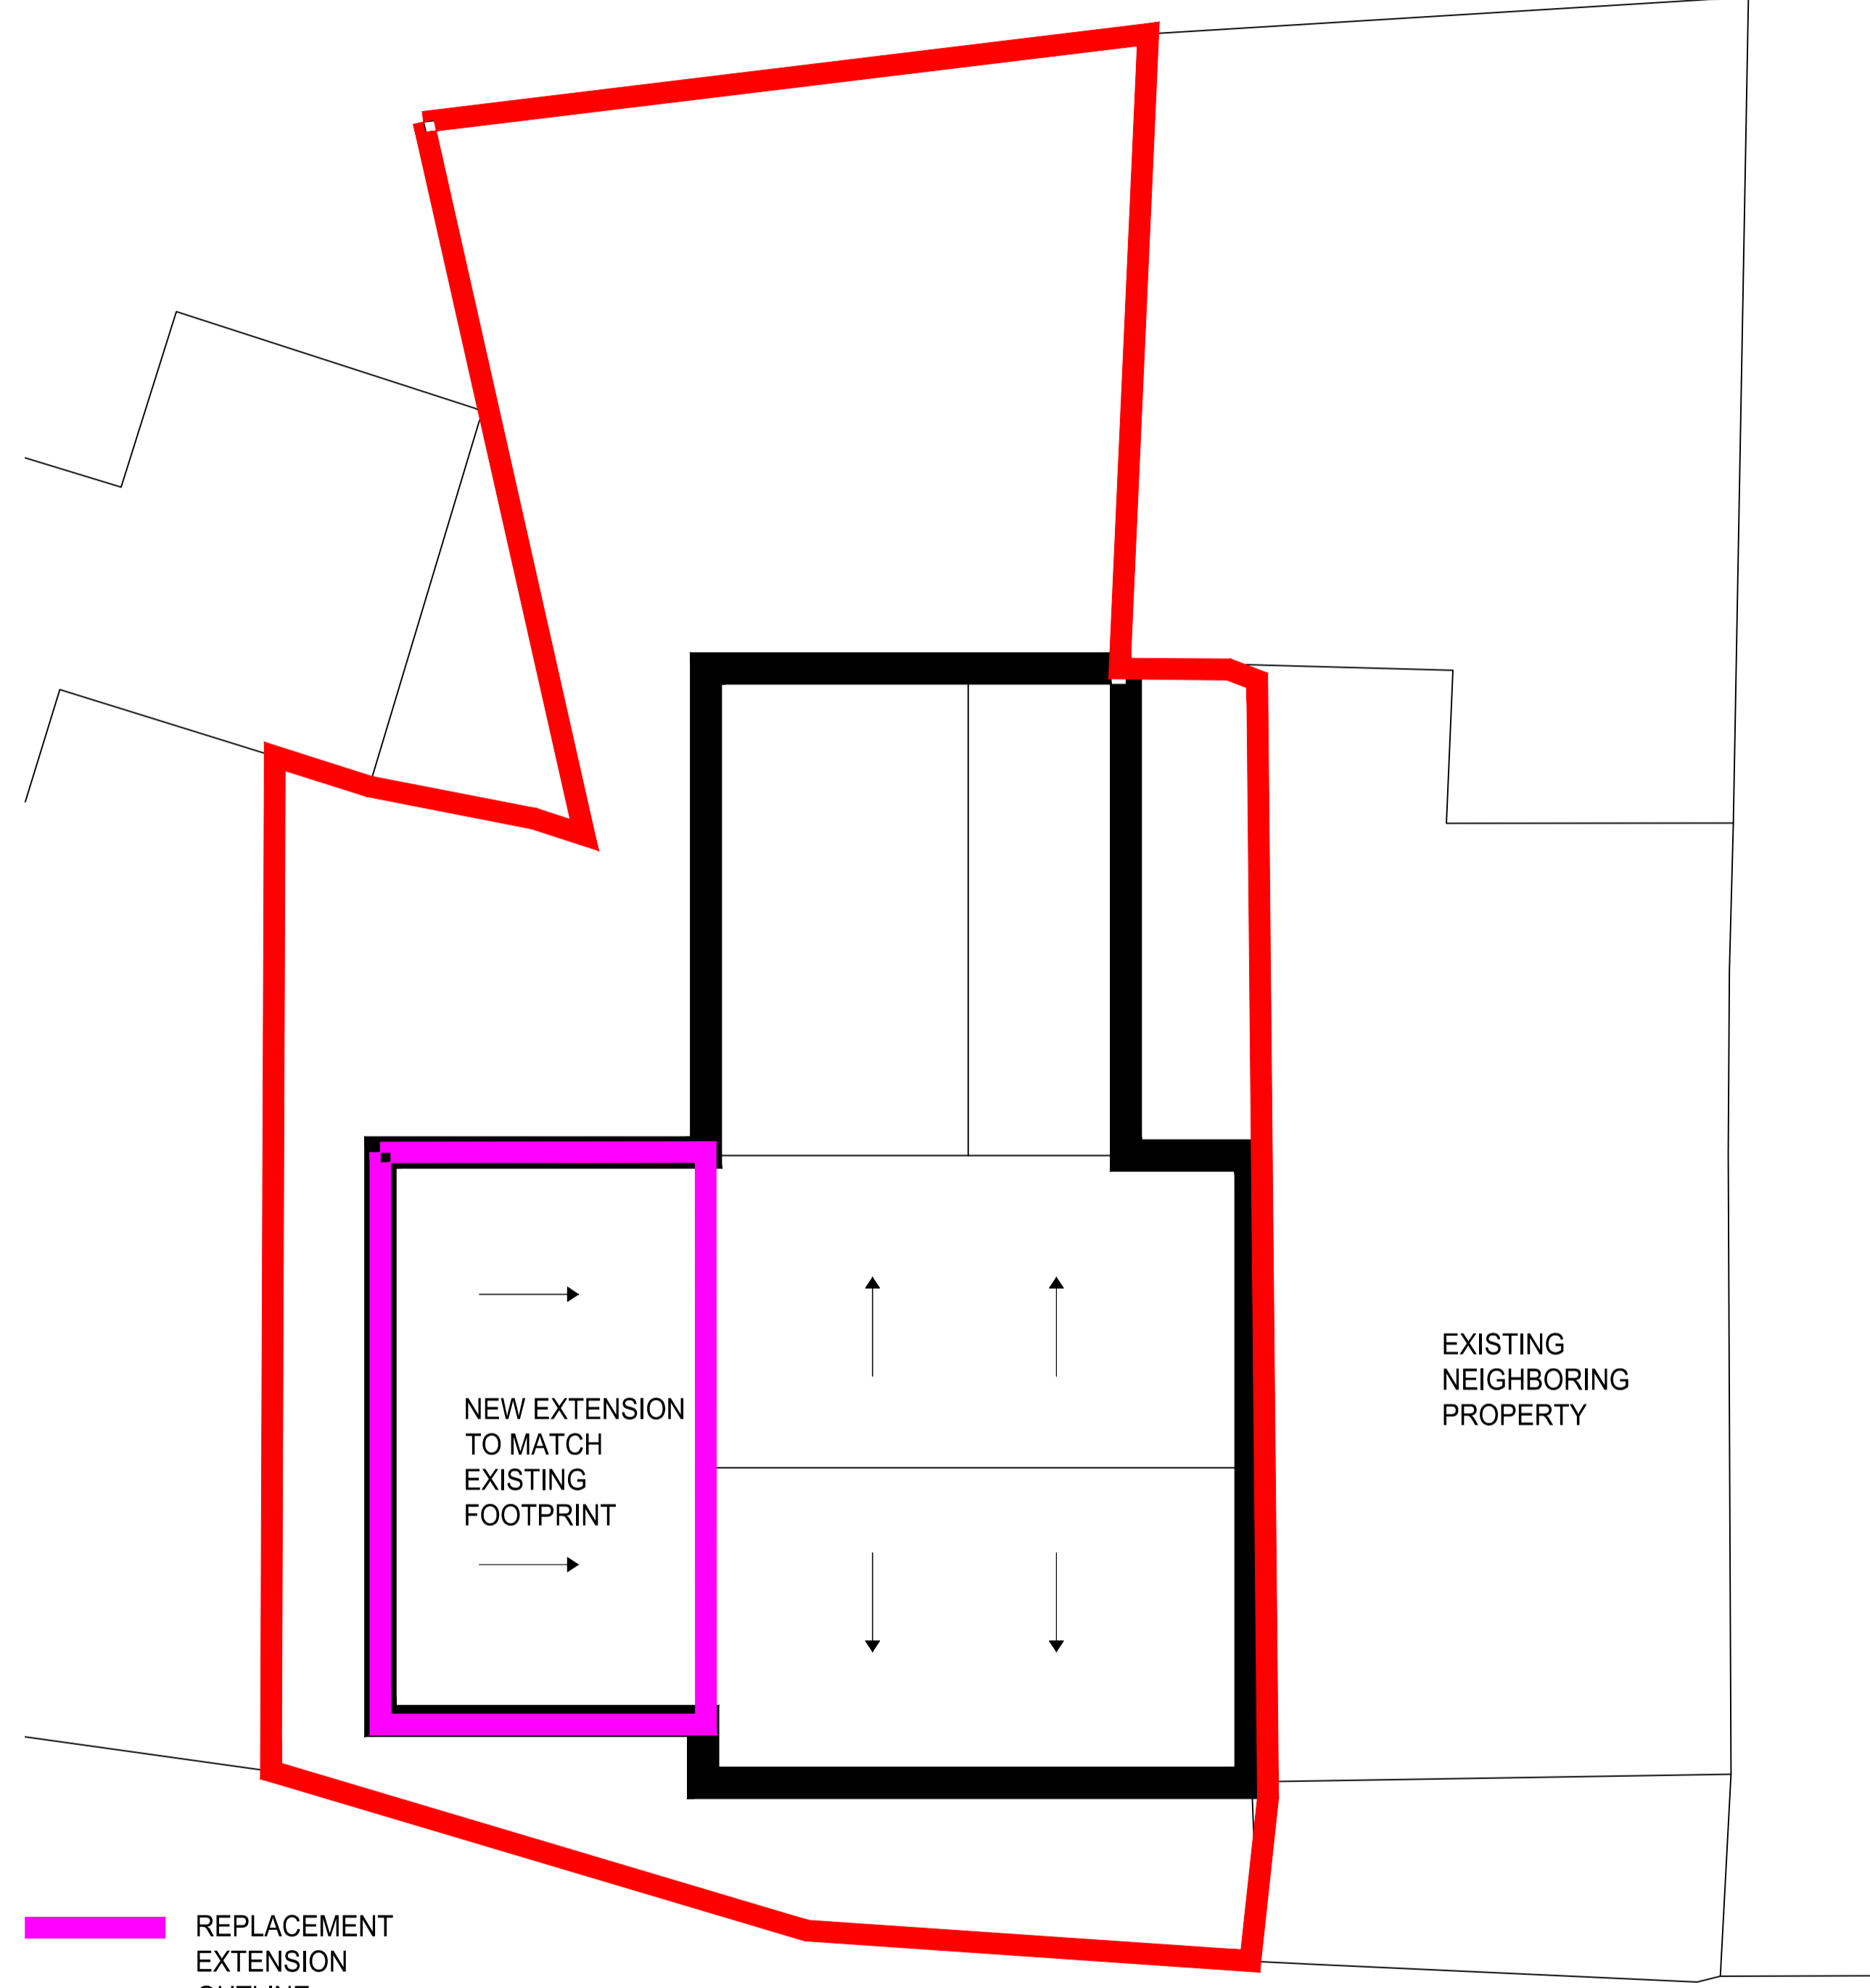 NEW EXTENSION
TO MATCH
EXISTING
FOOTPRINT
EXISTING
NEIGHBORING
PROPERTY
REPLACEMENT
EXTENSION